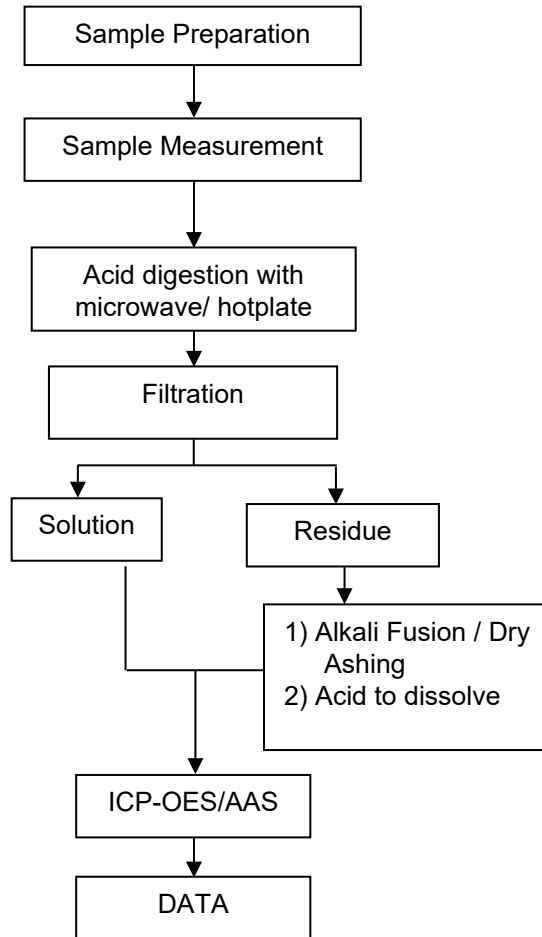 Sample Preparation
Sample Measurement
Acid digestion with
microwave/ hotplate
Filtration
Solution
Residue
1) Alkali Fusion / Dry
Ashing
2) Acid to dissolve
ICP-OES/AAS
DATA